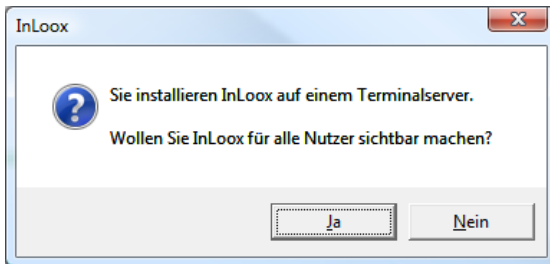 InLoox
Sie installieren InLoox auf einem Terminalserver.
Wollen Sie InLoox für alle Nutzer sichtbar machen?
Ja
Nein